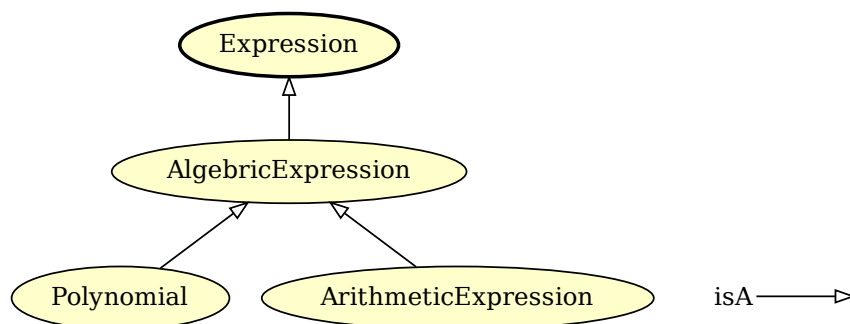 Expression
AlgebricExpression
Polynomial
ArithmeticExpression
isA